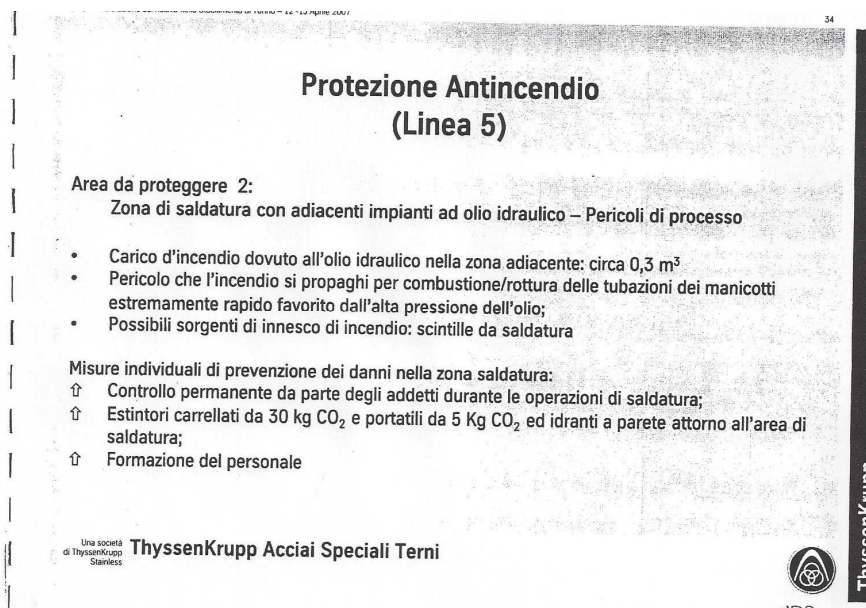 Torino – 12 -13 Aprile 2007
34
Protezione Antincendio
(Linea 5)
Area da proteggere 2:
Zona di saldatura con adiacenti impianti ad olio idraulico – Pericoli di processo
• Carico d'incendio dovuto all'olio idraulico nella zona adiacente: circa 0,3 m³
• Pericolo che l'incendio si propaghi per combustione/rottura delle tubazioni dei manicotti
estremamente rapido favorito dall'alta pressione dell'olio;
• Possibili sorgenti di innesco di incendio: scintille da saldatura
Misure individuali di prevenzione dei danni nella zona saldatura:
⇧ Controllo permanente da parte degli addetti durante le operazioni di saldatura;
⇧ Estintori carrellati da 30 kg CO₂ e portatili da 5 Kg CO₂ ed idranti a parete attorno all'area di
saldatura;
⇧ Formazione del personale
Una società
di ThyssenKrupp
Stainless
ThyssenKrupp Acciai Speciali Terni
ThyssenKrupp